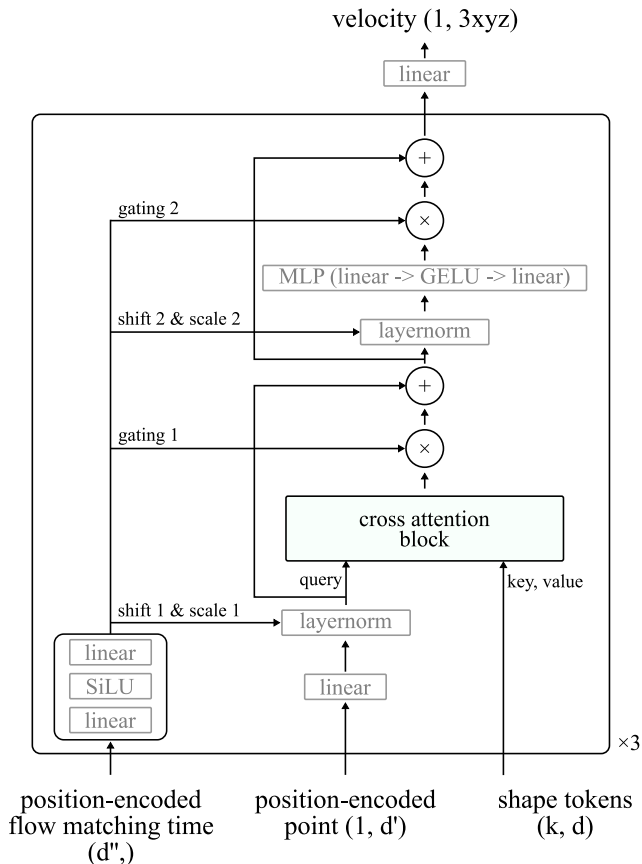 velocity (1, 3xyz)
linear
+
gating 2
×
MLP (linear -> GELU -> linear)
shift 2 & scale 2
layernorm
+
gating 1
×
cross attention
block
query
key, value
shift 1 & scale 1
layernorm
linear
SiLU
linear
linear
×3
position-encoded
flow matching time
(d'',)
position-encoded
point (1, d')
shape tokens
(k, d)